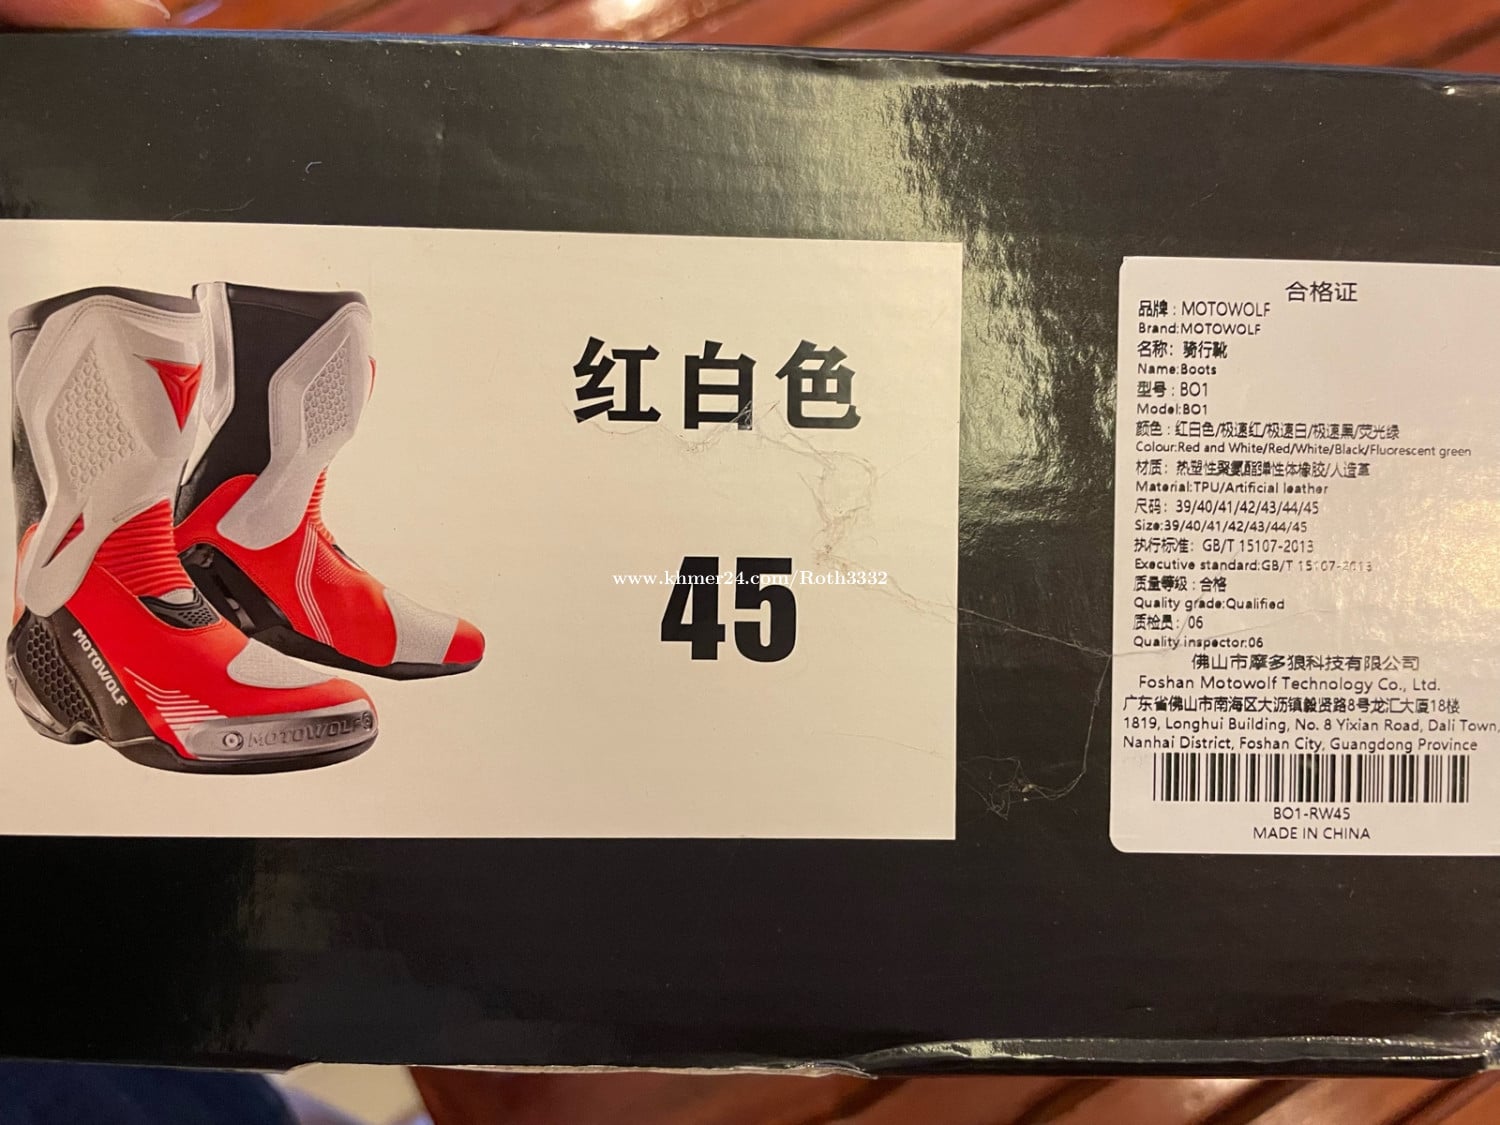 红白色
45
MOTOWOLF
MOTOWOLF
www.khmer24.com/Roth3332
合格证
品牌：MOTOWOLF
Brand:MOTOWOLF
名称：骑行靴
Name:Boots
型号：BO1
Model:BO1
颜色：红白色/极速红/极速白/极速黑/荧光绿
Colour:Red and White/Red/White/Black/Fluorescent green
材质：热塑性聚氨酯弹性体橡胶/人造革
Material:TPU/Artificial leather
尺码：39/40/41/42/43/44/45
Size:39/40/41/42/43/44/45
执行标准：GB/T 15107-2013
Executive standard:GB/T 15107-2013
质量等级：合格
Quality grade:Qualified
质检员：06
Quality inspector:06
佛山市摩多狼科技有限公司
Foshan Motowolf Technology Co., Ltd.
广东省佛山市南海区大沥镇毅贤路8号龙汇大厦18楼
1819, Longhui Building, No. 8 Yixian Road, Dali Town,
Nanhai District, Foshan City, Guangdong Province
BO1-RW45
MADE IN CHINA